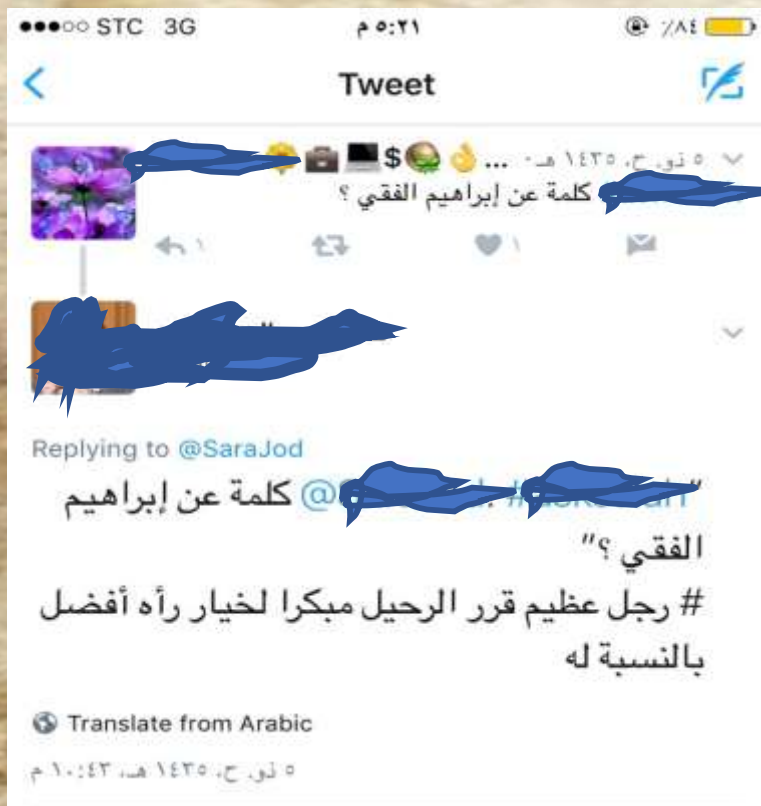 STC 3G ٥:٢١ م ٪٨٤
Tweet
... ٥ ذو. ح. ١٤٣٥ هـ
كلمة عن إبراهيم الفقي ؟
١ ١
Replying to @SaraJod
" كلمة عن إبراهيم
الفقي ؟"
# رجل عظيم قرر الرحيل مبكرا لخيار رأه أفضل
بالنسبة له
Translate from Arabic
٥ ذو. ح. ١٤٣٥ هـ، ١٠:٤٣ م